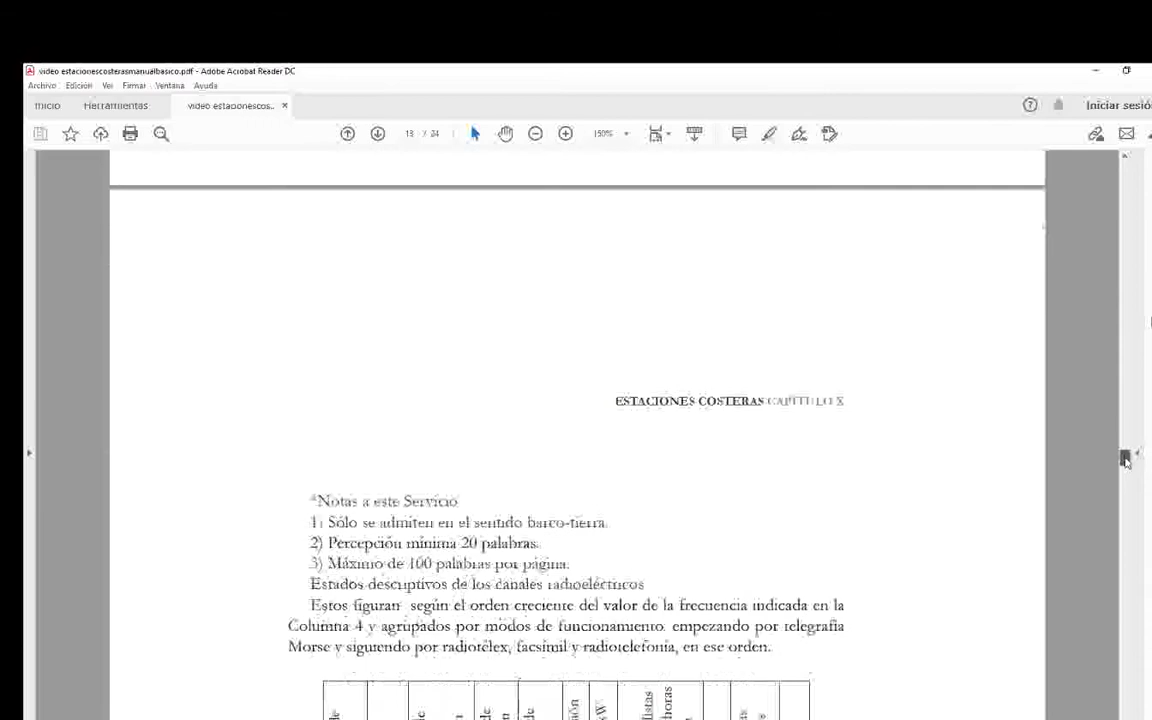 video estacionescosterasmanualbasico.pdf - Adobe Acrobat Reader DC
Archivo Edición Ver Firmar Ventana Ayuda
Inicio Herramientas video estacionescos... × Iniciar sesió
13 / 24 150%
ESTACIONES COSTERAS CAPITULO X
*Notas a este Servicio
1) Sólo se admiten en el sentido barco-tierra.
2) Percepción mínima 20 palabras.
3) Máximo de 100 palabras por página.
Estados descriptivos de los canales radioeléctricos
Estos figuran según el orden creciente del valor de la frecuencia indicada en la
Columna 4 y agrupados por modos de funcionamiento empezando por telegrafía
Morse y siguiendo por radiotélex, facsímil y radiotelefonía, en ese orden.